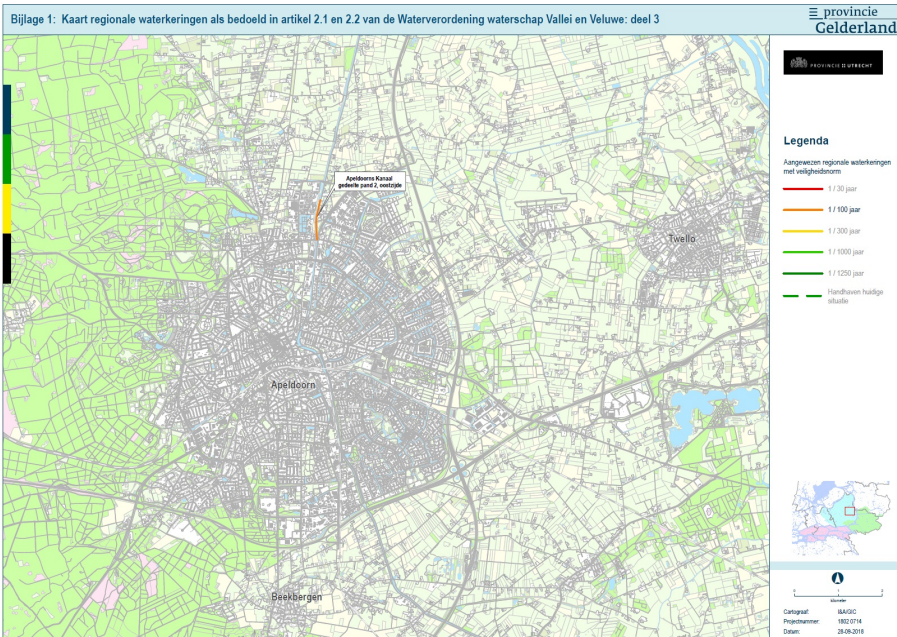 Bijlage 1: Kaart regionale waterkeringen als bedoeld in artikel 2.1 en 2.2 van de Waterverordening waterschap Vallei en Veluwe: deel 3
provincie
Gelderland
PROVINCIE UTRECHT
Legenda
Aangewezen regionale waterkeringen
met veiligheidsnorm
1 / 30 jaar
1 / 100 jaar
1 / 300 jaar
1 / 1000 jaar
1 / 1250 jaar
Handhaven huidige
situatie
Apeldoorns Kanaal
gedeelte pand 2, oostzijde
Twello
Apeldoorn
Beekbergen
kilometer
Cartograaf: I&A/GIC
Projectnummer: 1802 0714
Datum: 28-09-2018